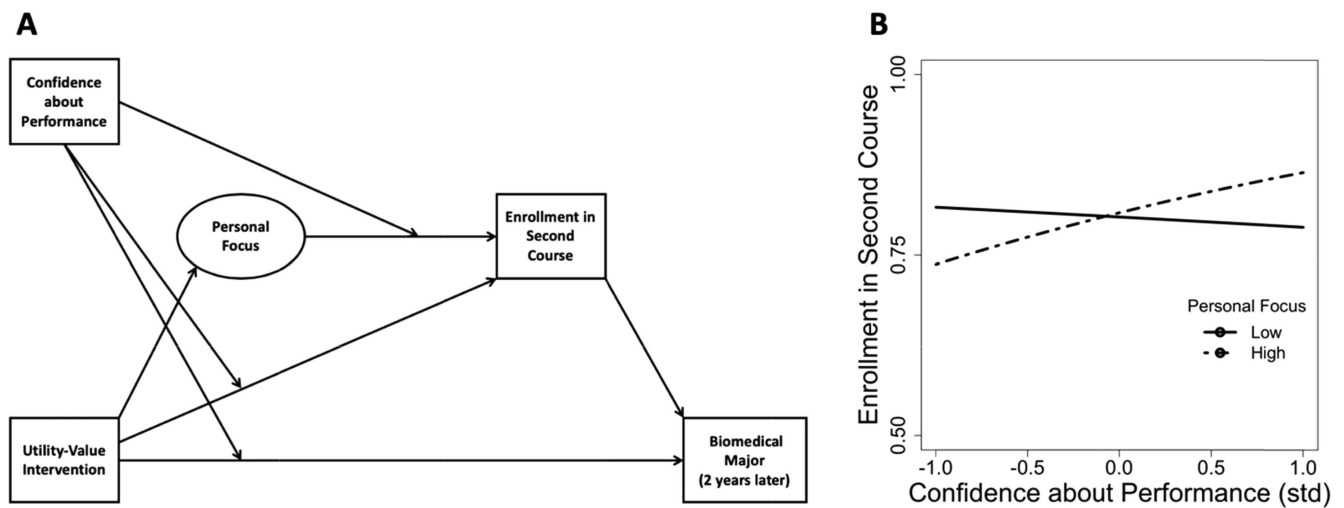 A
Confidence
about
Performance
Personal
Focus
Enrollment in
Second
Course
Utility-Value
Intervention
Biomedical
Major
(2 years later)
B
Enrollment in Second Course
1.00
0.75
0.50
Personal Focus
Low
High
-1.0 -0.5 0.0 0.5 1.0
Confidence about Performance (std)